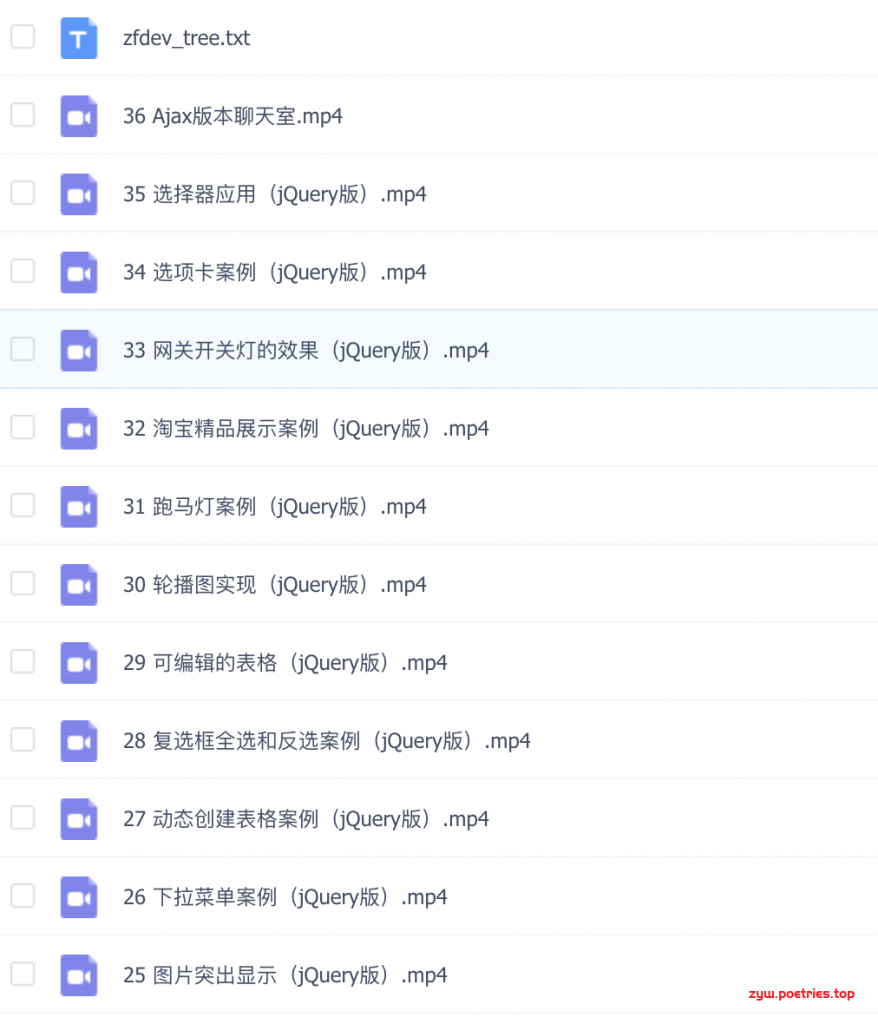 zfdev_tree.txt
36 Ajax版本聊天室.mp4
35 选择器应用（jQuery版）.mp4
34 选项卡案例（jQuery版）.mp4
33 网关开关灯的效果（jQuery版）.mp4
32 淘宝精品展示案例（jQuery版）.mp4
31 跑马灯案例（jQuery版）.mp4
30 轮播图实现（jQuery版）.mp4
29 可编辑的表格（jQuery版）.mp4
28 复选框全选和反选案例（jQuery版）.mp4
27 动态创建表格案例（jQuery版）.mp4
26 下拉菜单案例（jQuery版）.mp4
25 图片突出显示（jQuery版）.mp4
zyw.poetries.top